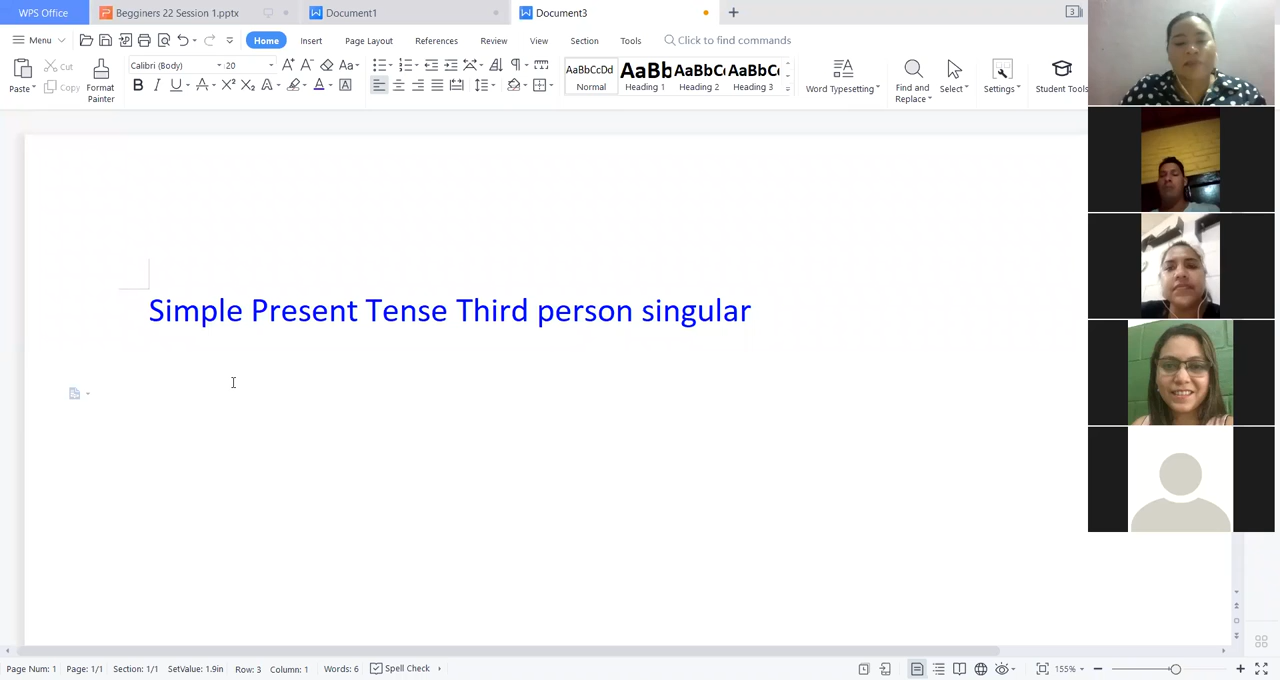 WPS Office Begginers 22 Session 1.pptx Document1 Document3 3
Menu Home Insert Page Layout References Review View Section Tools Click to find commands
Paste Cut Copy Format Painter Calibri (Body) 20 AaBbCcDd Normal AaBb Heading 1 AaBbC Heading 2 AaBbC Heading 3 Word Typesetting Find and Replace Select Settings Student Tools
Simple Present Tense Third person singular
Page Num: 1 Page: 1/1 Section: 1/1 SetValue: 1.9in Row: 3 Column: 1 Words: 6 Spell Check 155%